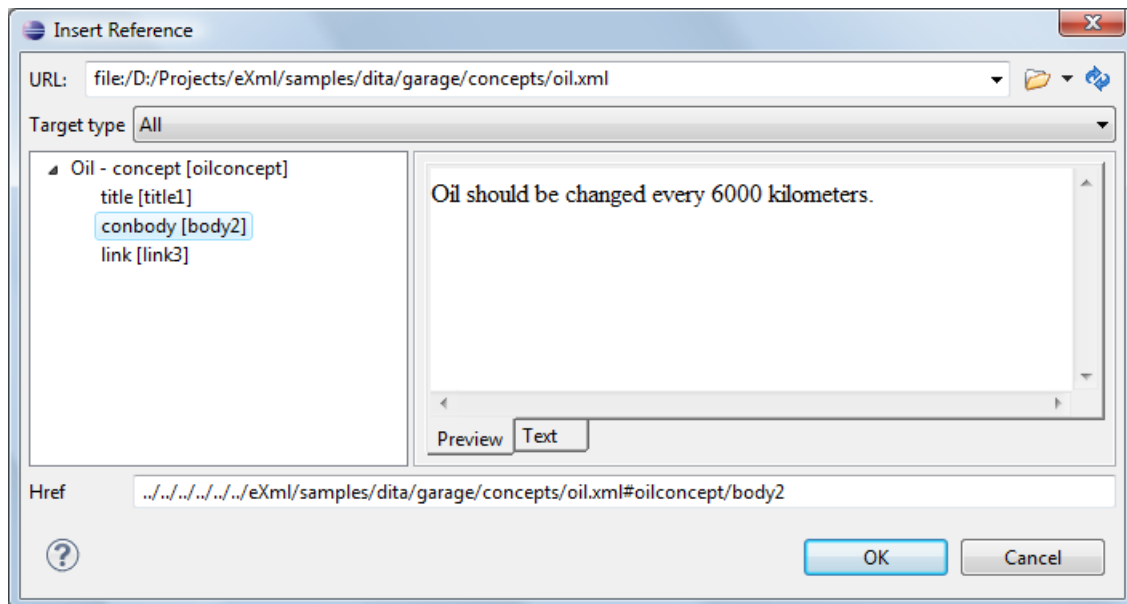 Insert Reference
URL: file:/D:/Projects/eXml/samples/dita/garage/concepts/oil.xml
Target type All
Oil - concept [oilconcept]
title [title1]
conbody [body2]
link [link3]
Oil should be changed every 6000 kilometers.
Preview Text
Href ../../../../../../eXml/samples/dita/garage/concepts/oil.xml#oilconcept/body2
? OK Cancel